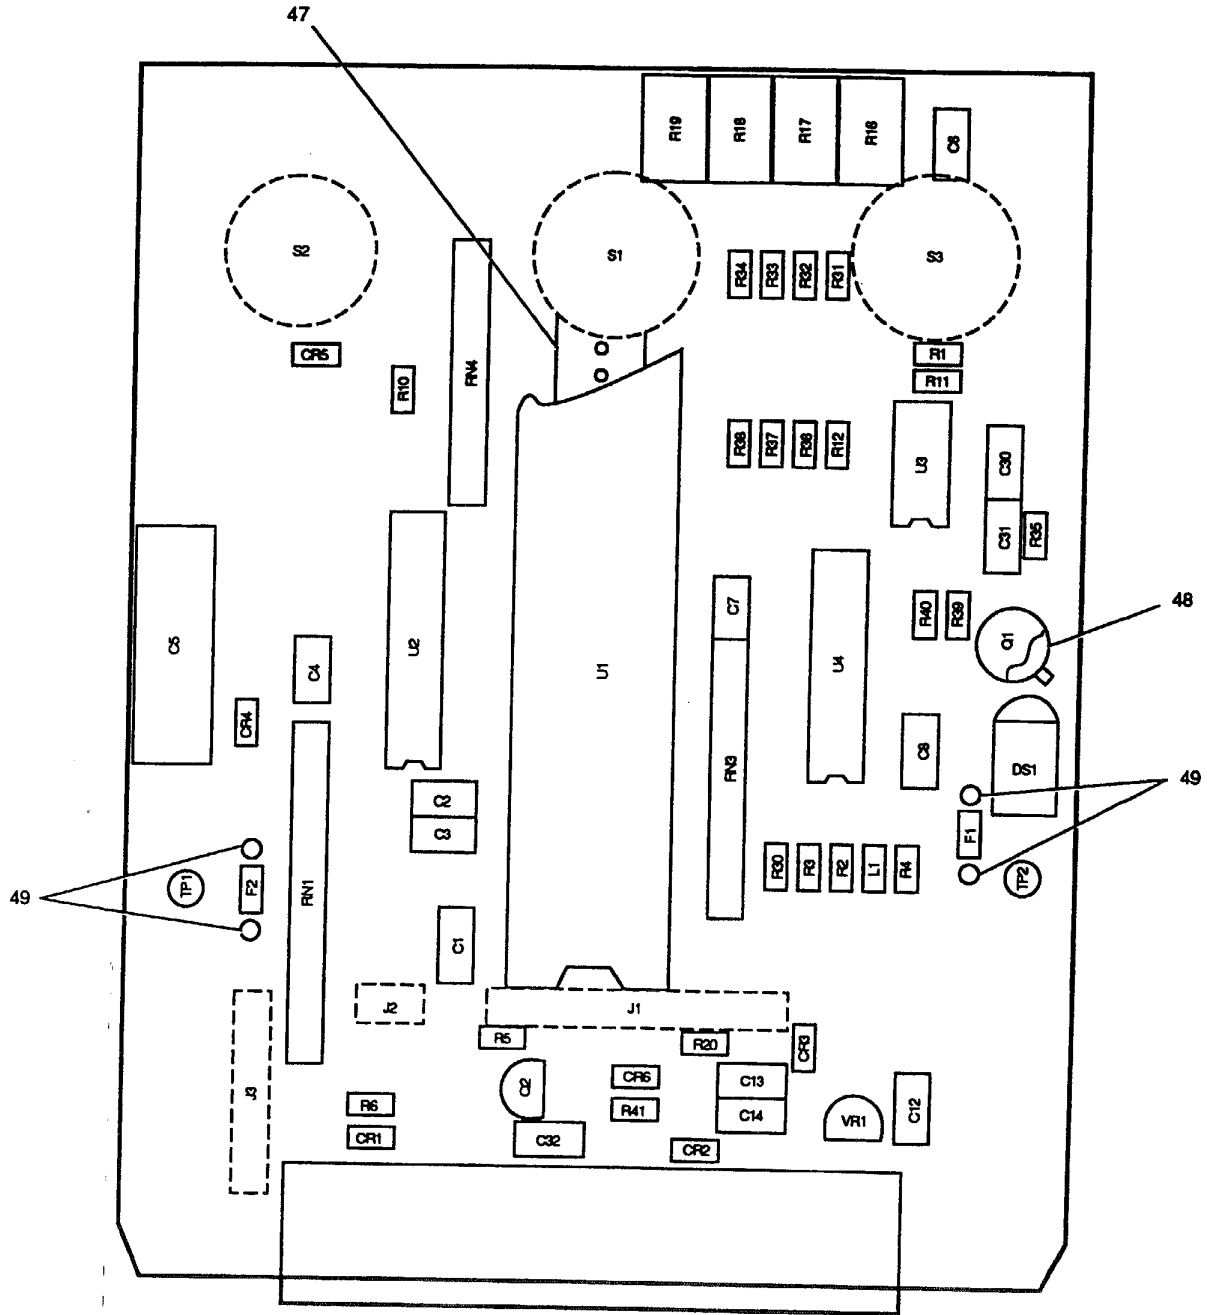 47
R19
R18
R17
R16
C6
S2
S1
S3
R34
R33
R32
R31
CR5
R1
R11
R10
RN4
R38
R37
R36
R12
U3
C30
C31
R35
C5
C4
U2
U1
C7
U4
R40
R39
Q1
48
CR4
RN3
C8
DS1
49
C2
C3
F1
49
TP1
F2
RN1
R30
R3
R2
L1
R4
TP2
C1
J2
J1
R5
R20
CR3
J3
Q2
CR6
C13
R6
R41
C14
VR1
C12
CR1
C32
CR2